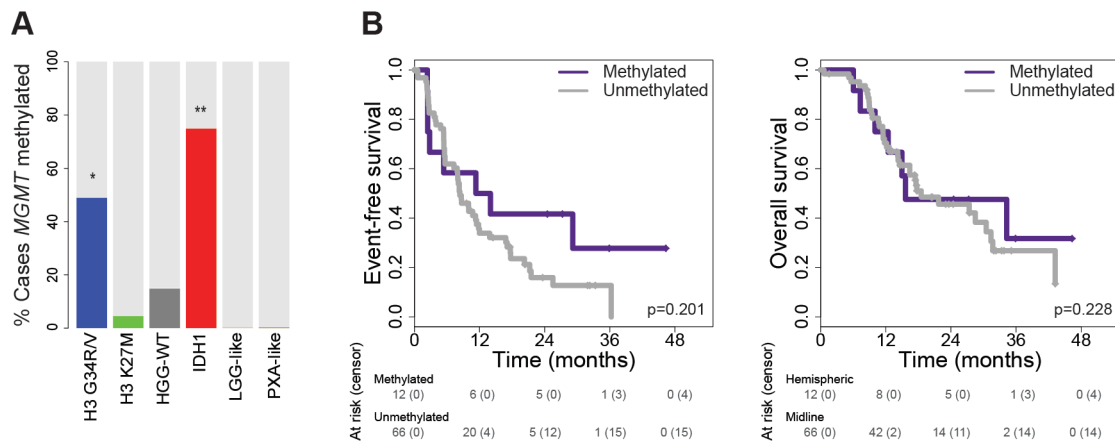 A
% Cases MGMT methylated
0
20
40
60
80
100
*
**
H3 G34R/V
H3 K27M
HGG-WT
IDH1
LGG-like
PXA-like
B
Event-free survival
0.0
0.2
0.4
0.6
0.8
1.0
Methylated
Unmethylated
p=0.201
0 12 24 36 48
Time (months)
At risk (censor)
Methylated
12 (0) 6 (0) 5 (0) 1 (3) 0 (4)
Unmethylated
66 (0) 20 (4) 5 (12) 1 (15) 0 (15)
Overall survival
0.0
0.2
0.4
0.6
0.8
1.0
Methylated
Unmethylated
p=0.228
0 12 24 36 48
Time (months)
At risk (censor)
Hemispheric
12 (0) 8 (0) 5 (0) 1 (3) 0 (4)
Midline
66 (0) 42 (2) 14 (11) 2 (14) 0 (14)